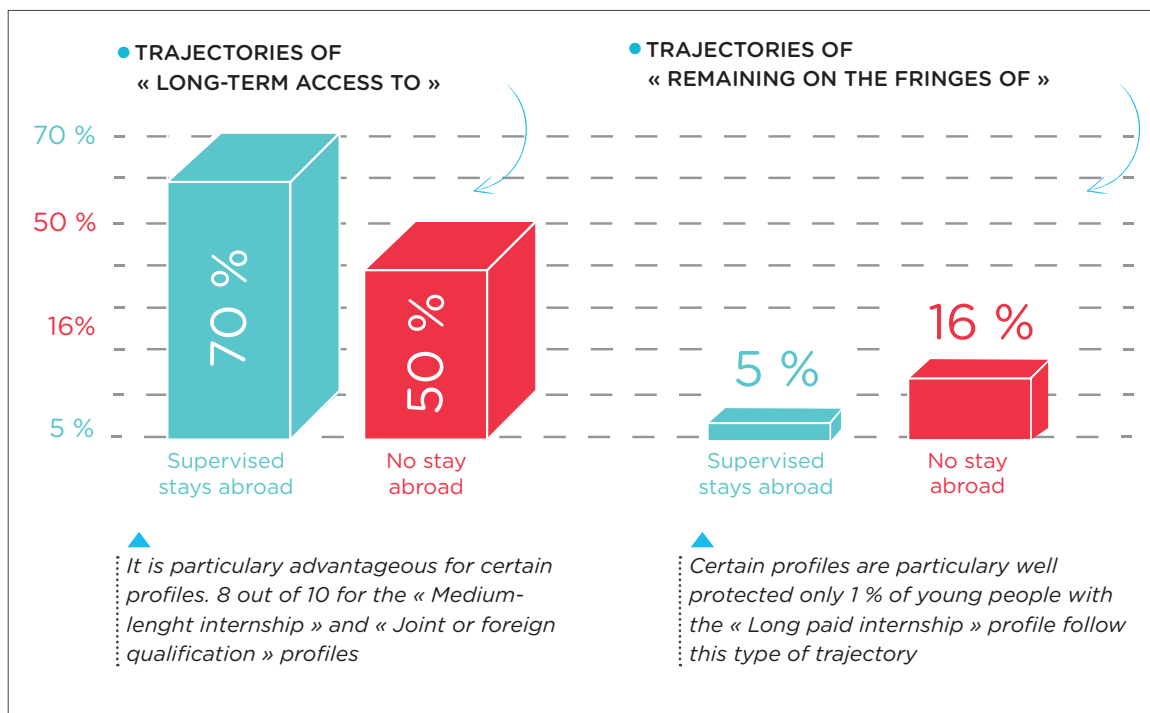 TRAJECTORIES OF
« LONG-TERM ACCESS TO »
TRAJECTORIES OF
« REMAINING ON THE FRINGES OF »
70 %
50 %
16%
5 %
70 %
50 %
5 %
16 %
Supervised
stays abroad
No stay
abroad
Supervised
stays abroad
No stay
abroad
It is particulary advantageous for certain
profiles. 8 out of 10 for the « Medium-
lenght internship » and « Joint or foreign
qualification » profiles
Certain profiles are particulary well
protected only 1 % of young people with
the « Long paid internship » profile follow
this type of trajectory